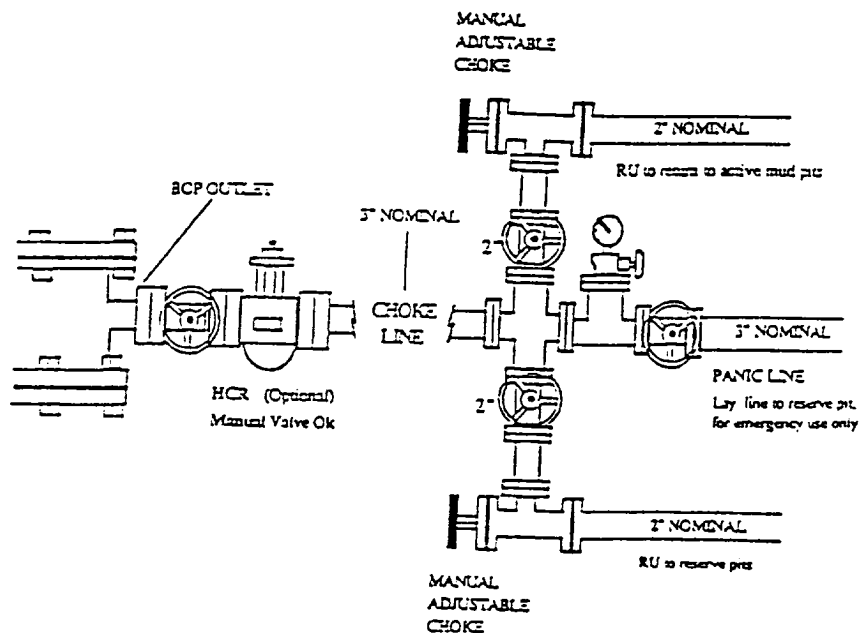 MANUAL
ADJUSTABLE
CHOKE
2" NOMINAL
RU to return to active mud pits
BOP OUTLET
3" NOMINAL
2"
CHOKE
LINE
3" NOMINAL
HCR (Optional)
Manual Valve Ok
PANIC LINE
Lay line to reserve pit,
for emergency use only
2"
2" NOMINAL
RU to reserve pits
MANUAL
ADJUSTABLE
CHOKE